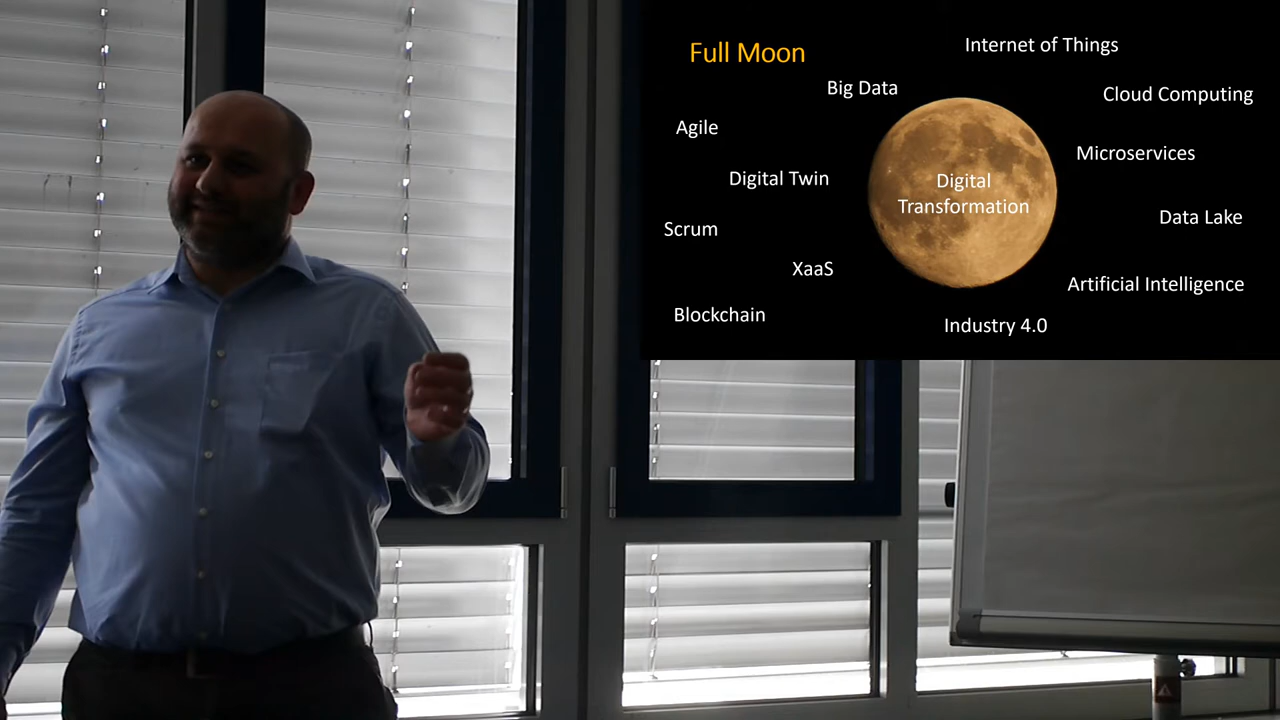 Full Moon
Internet of Things
Big Data
Cloud Computing
Agile
Microservices
Digital Twin
Digital
Transformation
Data Lake
Scrum
XaaS
Artificial Intelligence
Blockchain
Industry 4.0